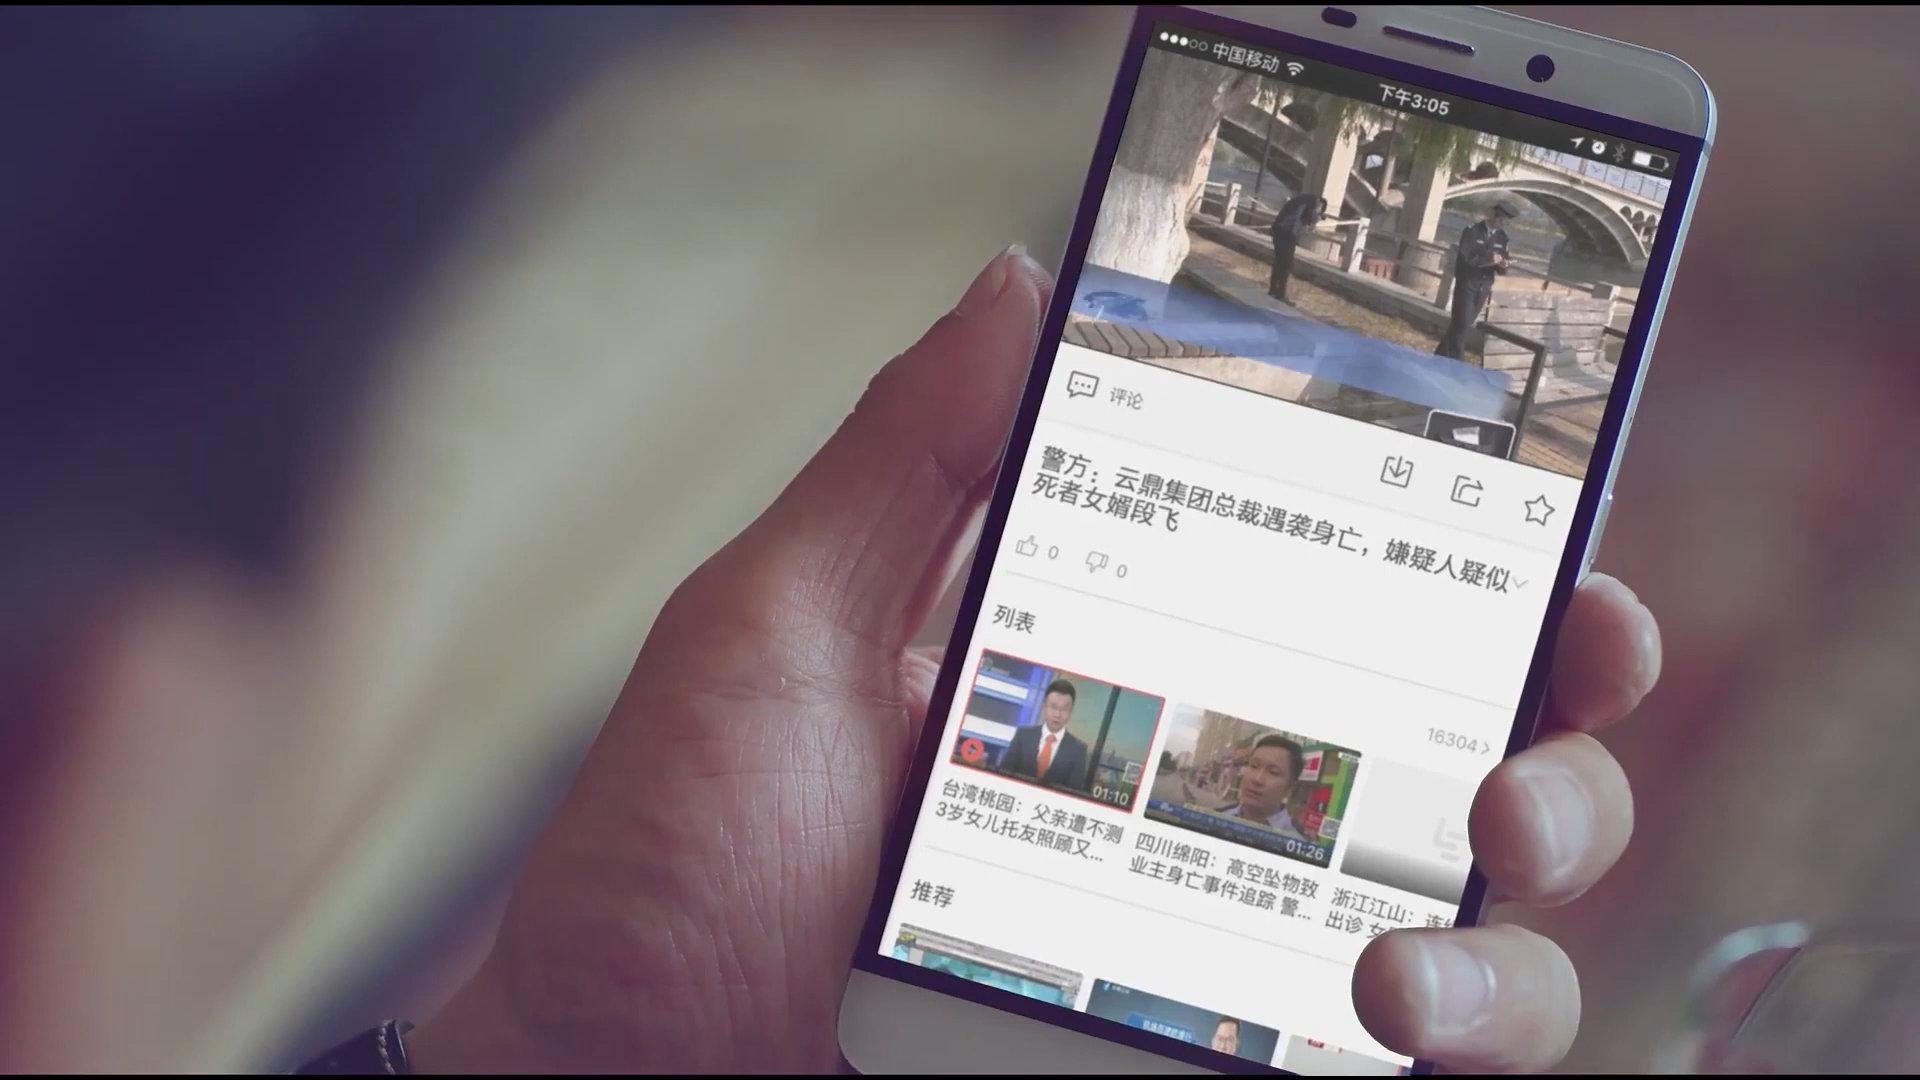 中国移动
下午3:05
评论
警方：云鼎集团总裁遇袭身亡，嫌疑人疑似
死者女婿段飞
0
0
列表
16304
01:10
01:26
台湾桃园：父亲遭不测
3岁女儿托友照顾又...
四川绵阳：高空坠物致
业主身亡事件追踪 警...
浙江江山：连
出诊 女
推荐